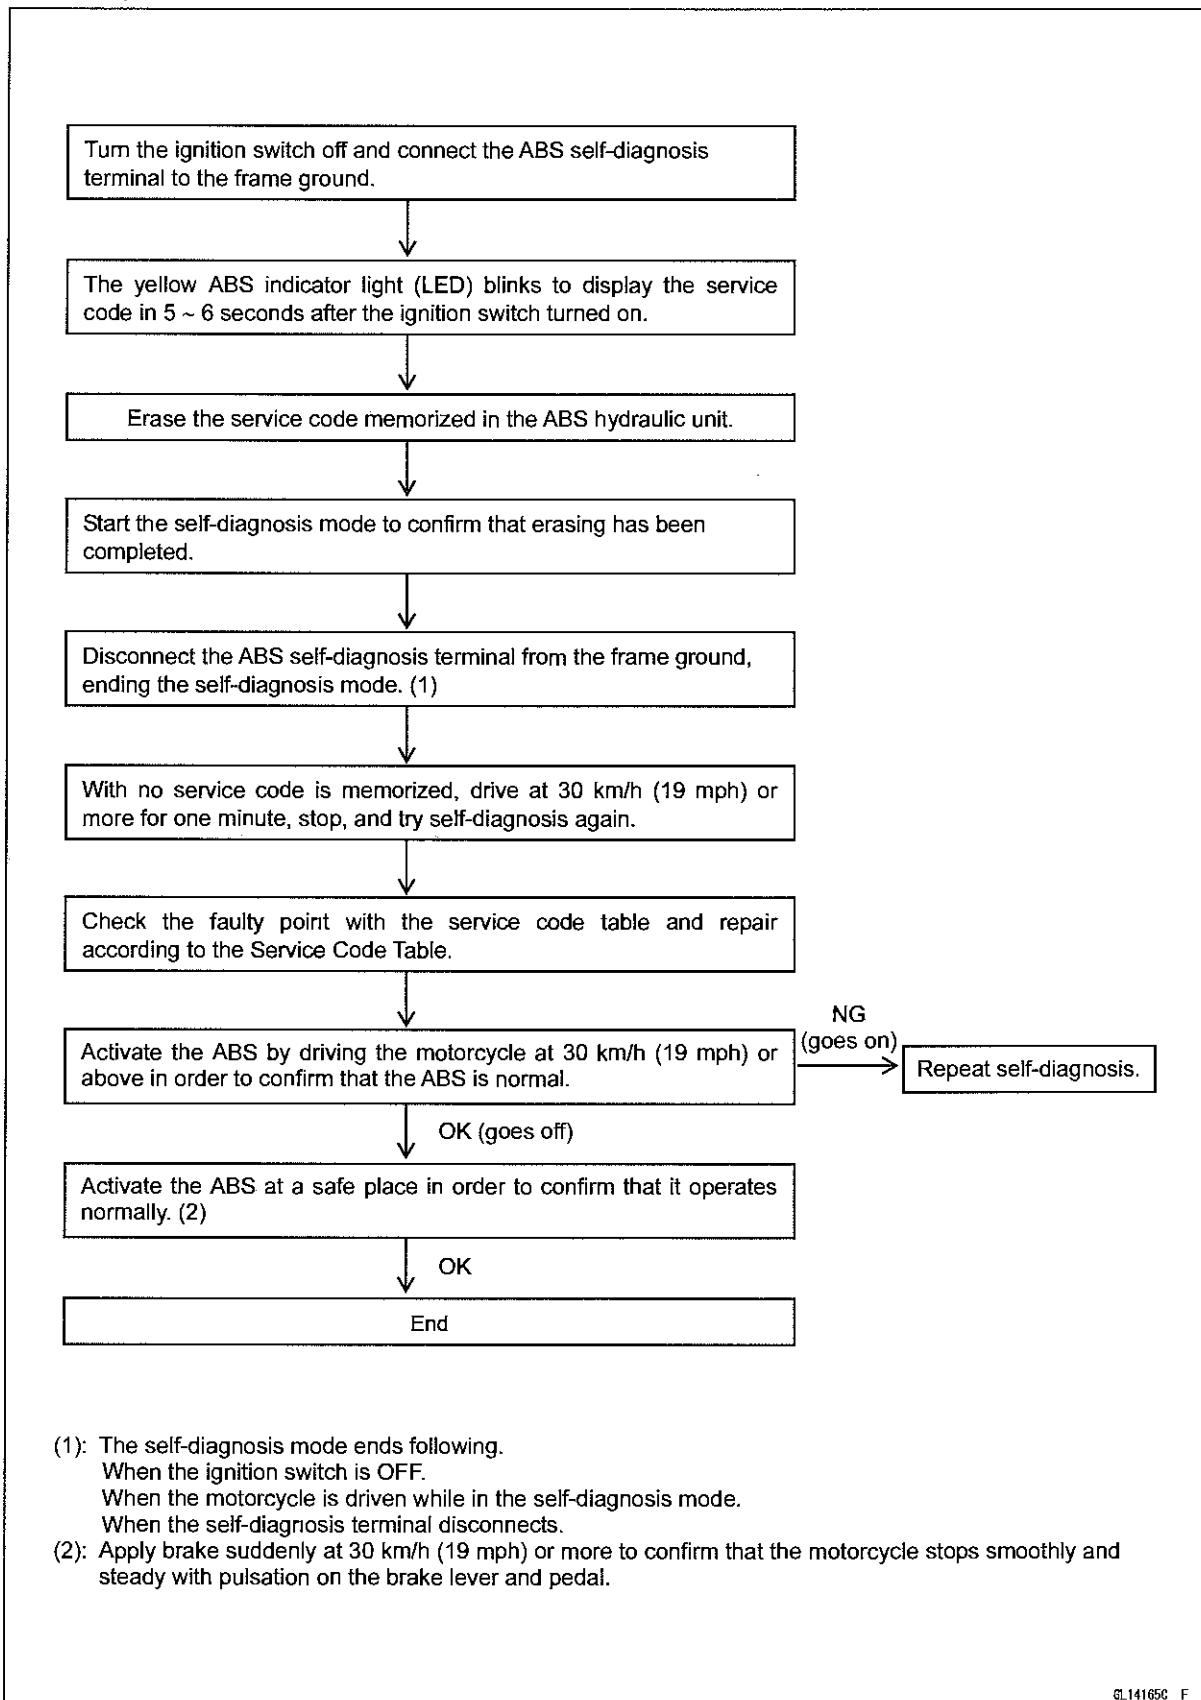 Turn the ignition switch off and connect the ABS self-diagnosis
terminal to the frame ground.
The yellow ABS indicator light (LED) blinks to display the service
code in 5 ~ 6 seconds after the ignition switch turned on.
Erase the service code memorized in the ABS hydraulic unit.
Start the self-diagnosis mode to confirm that erasing has been
completed.
Disconnect the ABS self-diagnosis terminal from the frame ground,
ending the self-diagnosis mode. (1)
With no service code is memorized, drive at 30 km/h (19 mph) or
more for one minute, stop, and try self-diagnosis again.
Check the faulty point with the service code table and repair
according to the Service Code Table.
Activate the ABS by driving the motorcycle at 30 km/h (19 mph) or
above in order to confirm that the ABS is normal.
NG
(goes on)
Repeat self-diagnosis.
OK (goes off)
Activate the ABS at a safe place in order to confirm that it operates
normally. (2)
OK
End
(1): The self-diagnosis mode ends following.
When the ignition switch is OFF.
When the motorcycle is driven while in the self-diagnosis mode.
When the self-diagnosis terminal disconnects.
(2): Apply brake suddenly at 30 km/h (19 mph) or more to confirm that the motorcycle stops smoothly and
steady with pulsation on the brake lever and pedal.
GL14165C F